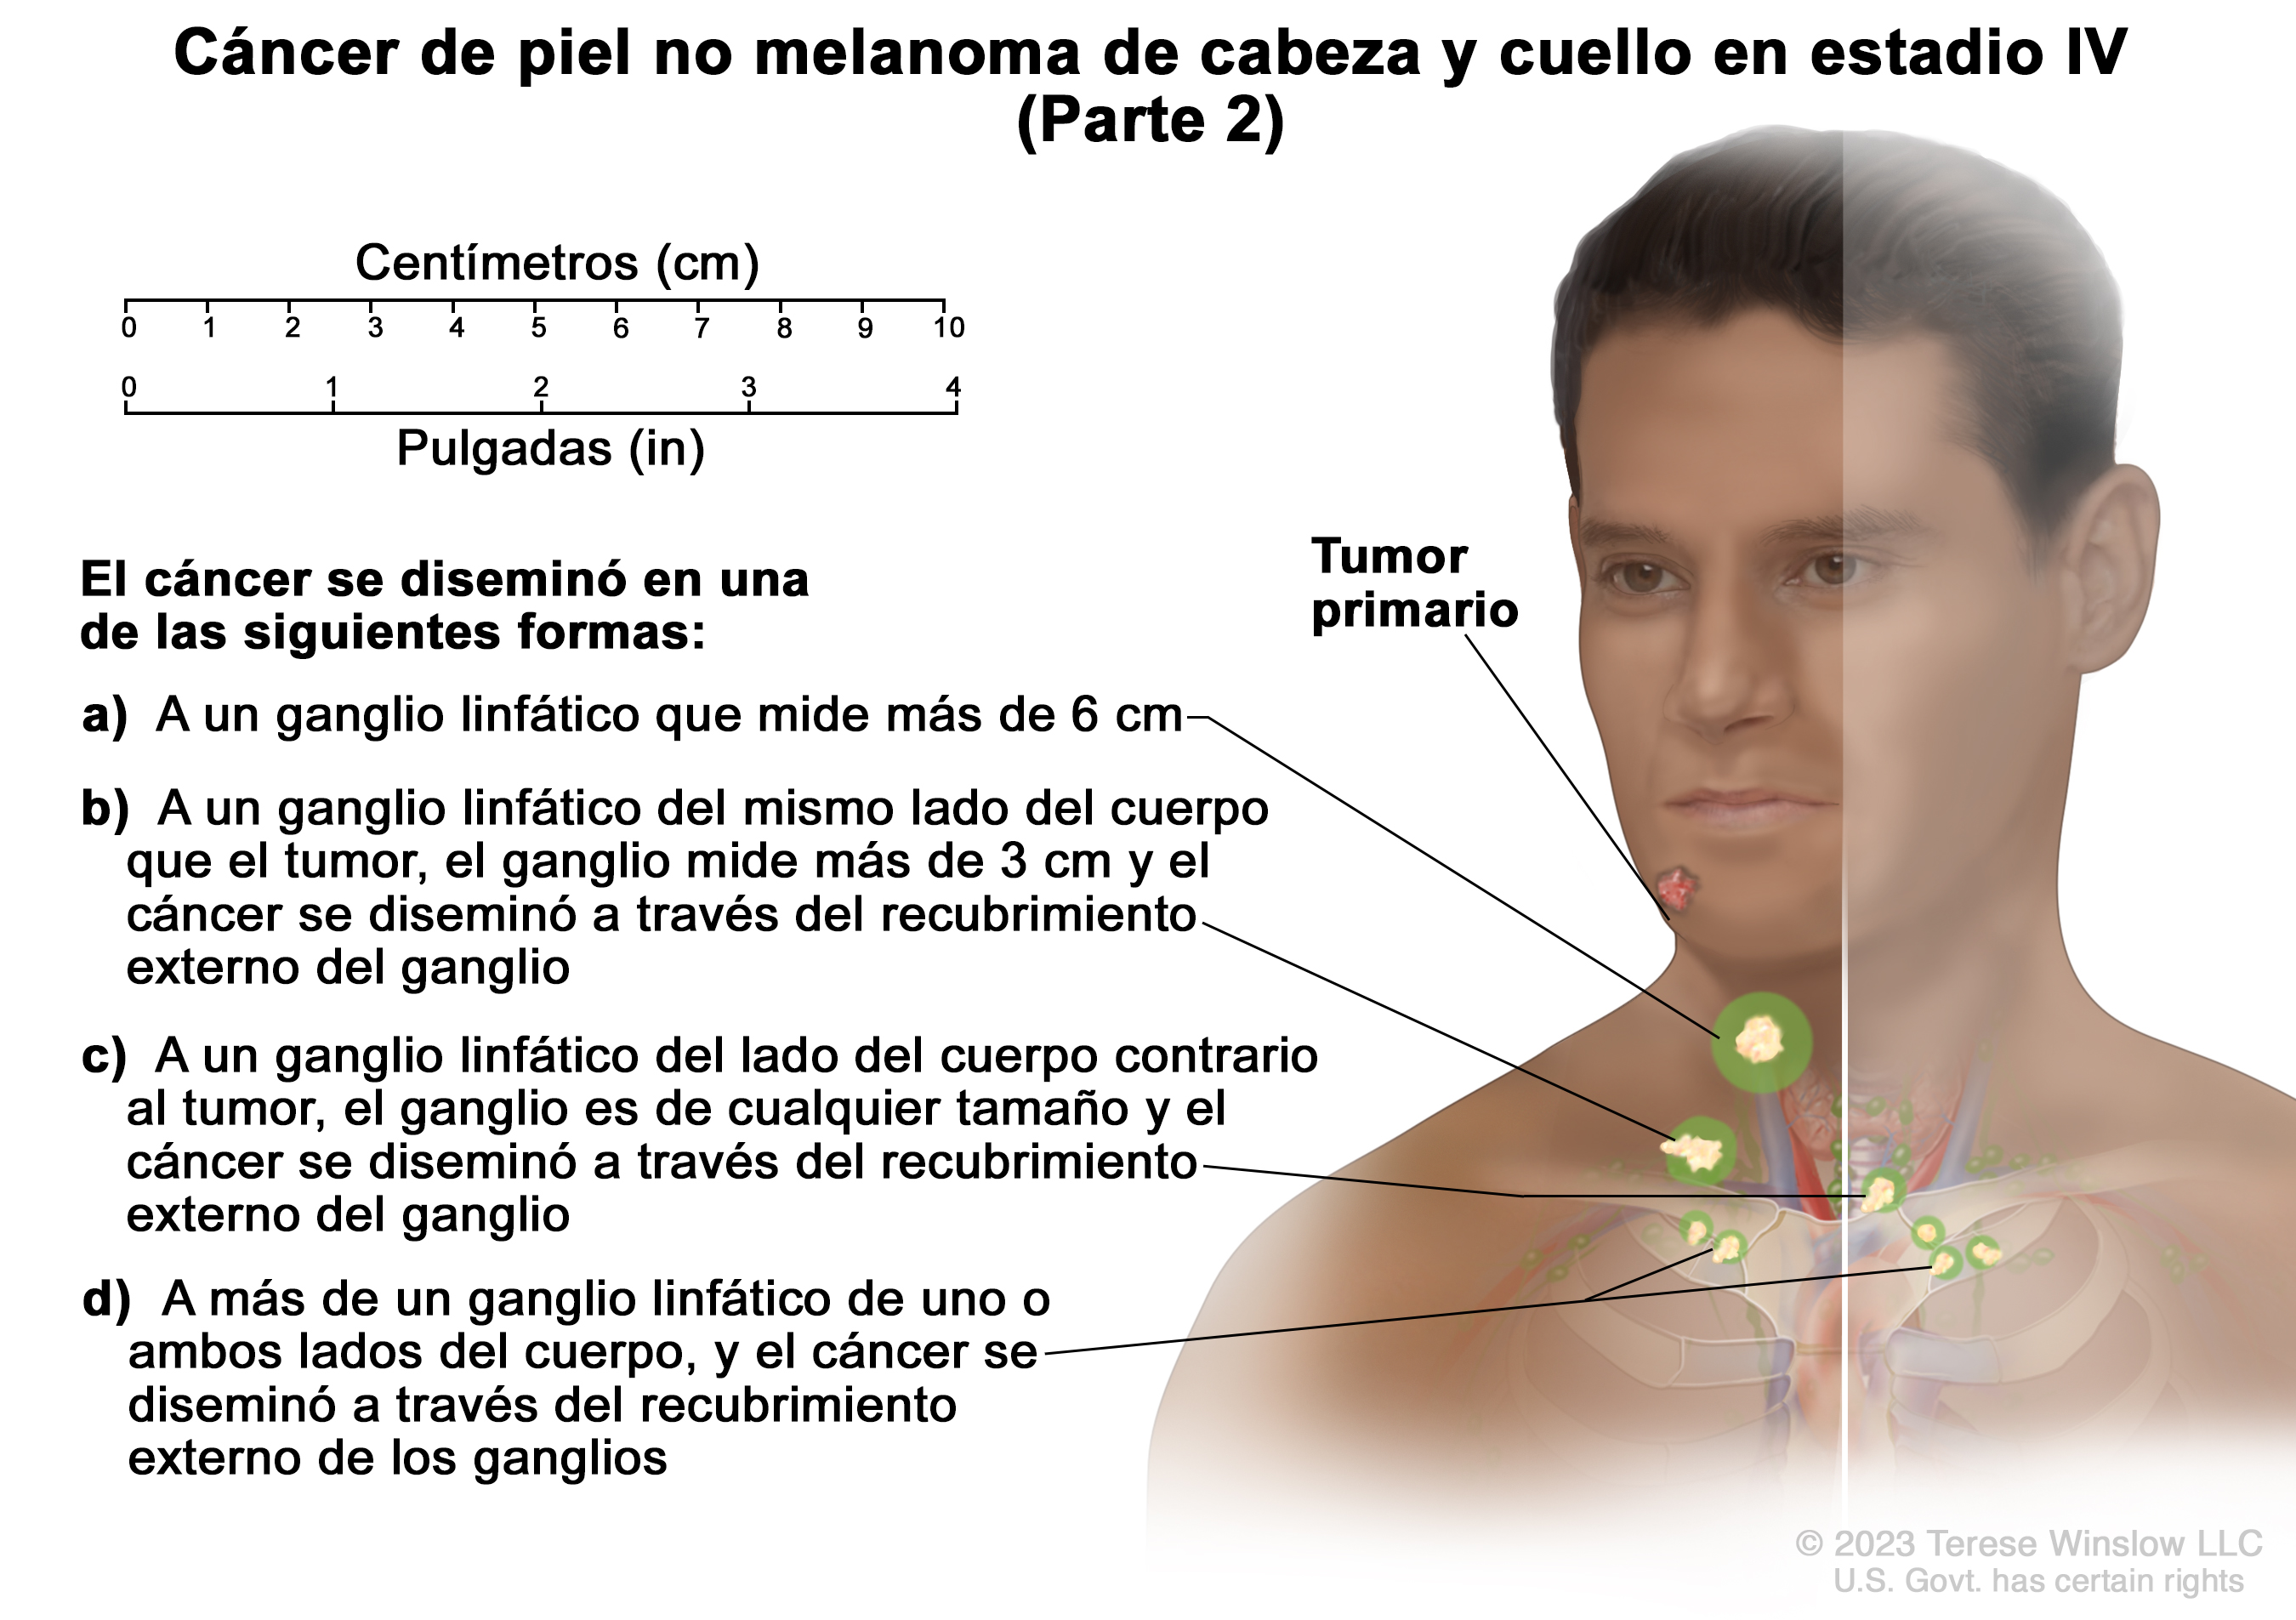 Cáncer de piel no melanoma de cabeza y cuello en estadio IV
(Parte 2)
Centímetros (cm)
0 1 2 3 4 5 6 7 8 9 10
0 1 2 3 4
Pulgadas (in)
Tumor
primario
El cáncer se diseminó en una
de las siguientes formas:
a) A un ganglio linfático que mide más de 6 cm
b) A un ganglio linfático del mismo lado del cuerpo
que el tumor, el ganglio mide más de 3 cm y el
cáncer se diseminó a través del recubrimiento
externo del ganglio
c) A un ganglio linfático del lado del cuerpo contrario
al tumor, el ganglio es de cualquier tamaño y el
cáncer se diseminó a través del recubrimiento
externo del ganglio
d) A más de un ganglio linfático de uno o
ambos lados del cuerpo, y el cáncer se
diseminó a través del recubrimiento
externo de los ganglios
© 2023 Terese Winslow LLC
U.S. Govt. has certain rights